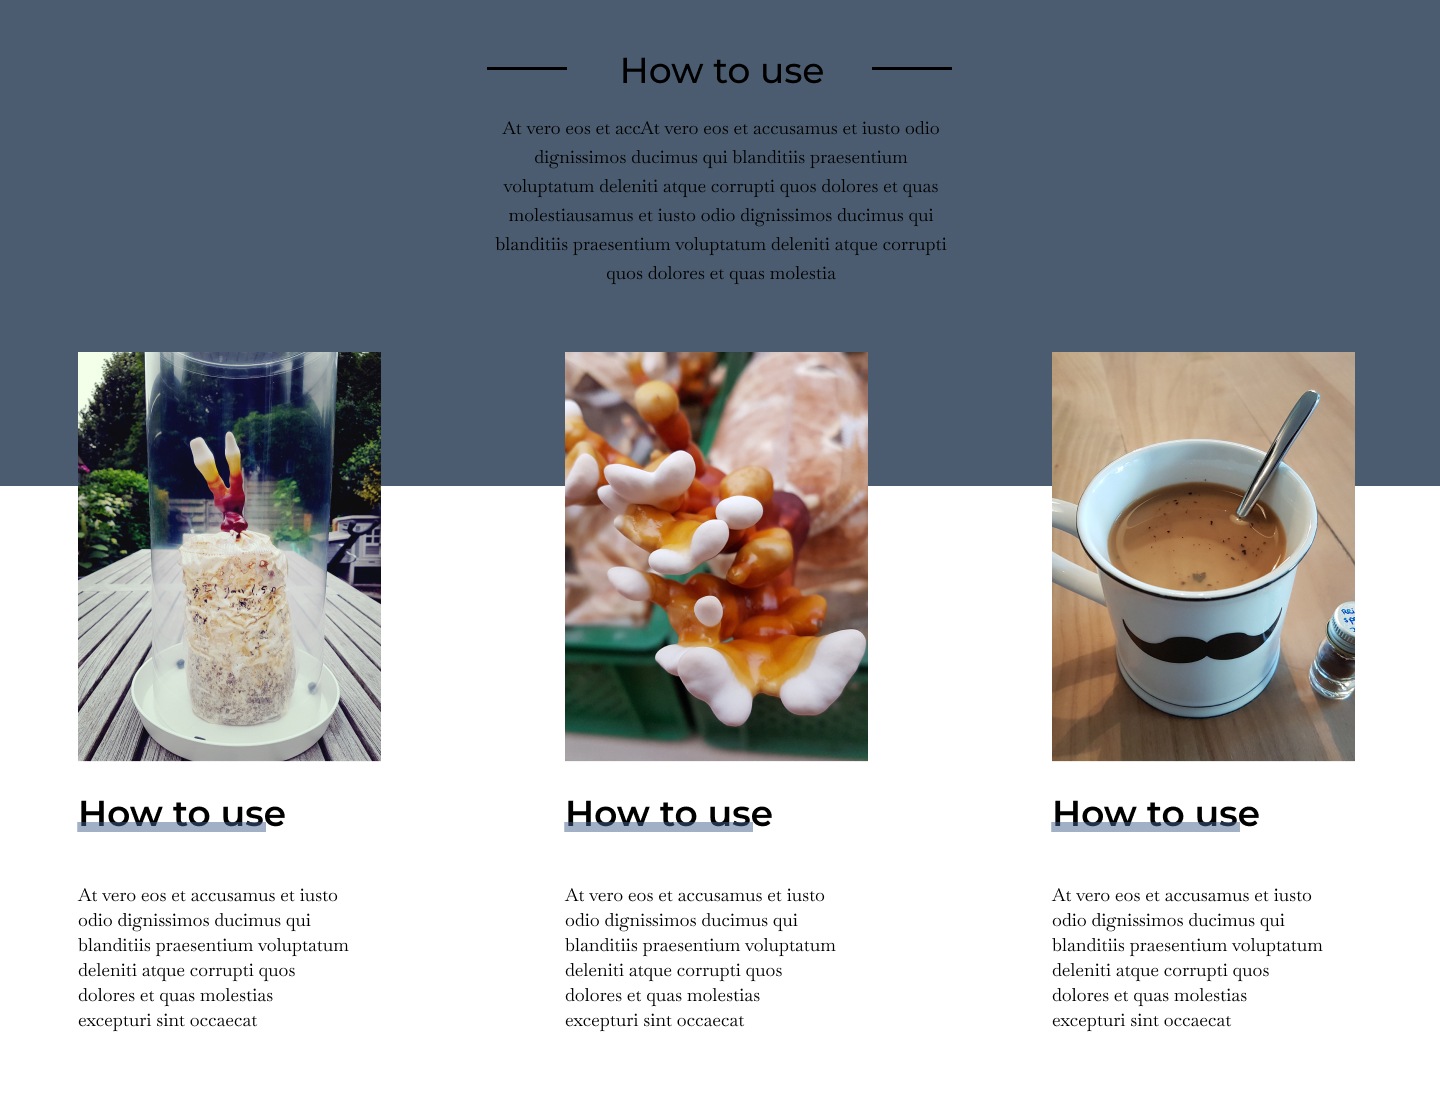 How to use
At vero eos et accAt vero eos et accusamus et iusto odio
dignissimos ducimus qui blanditiis praesentium
voluptatum deleniti atque corrupti quos dolores et quas
molestiausamus et iusto odio dignissimos ducimus qui
blanditiis praesentium voluptatum deleniti atque corrupti
quos dolores et quas molestia
How to use
At vero eos et accusamus et iusto
odio dignissimos ducimus qui
blanditiis praesentium voluptatum
deleniti atque corrupti quos
dolores et quas molestias
excepturi sint occaecat
How to use
At vero eos et accusamus et iusto
odio dignissimos ducimus qui
blanditiis praesentium voluptatum
deleniti atque corrupti quos
dolores et quas molestias
excepturi sint occaecat
How to use
At vero eos et accusamus et iusto
odio dignissimos ducimus qui
blanditiis praesentium voluptatum
deleniti atque corrupti quos
dolores et quas molestias
excepturi sint occaecat